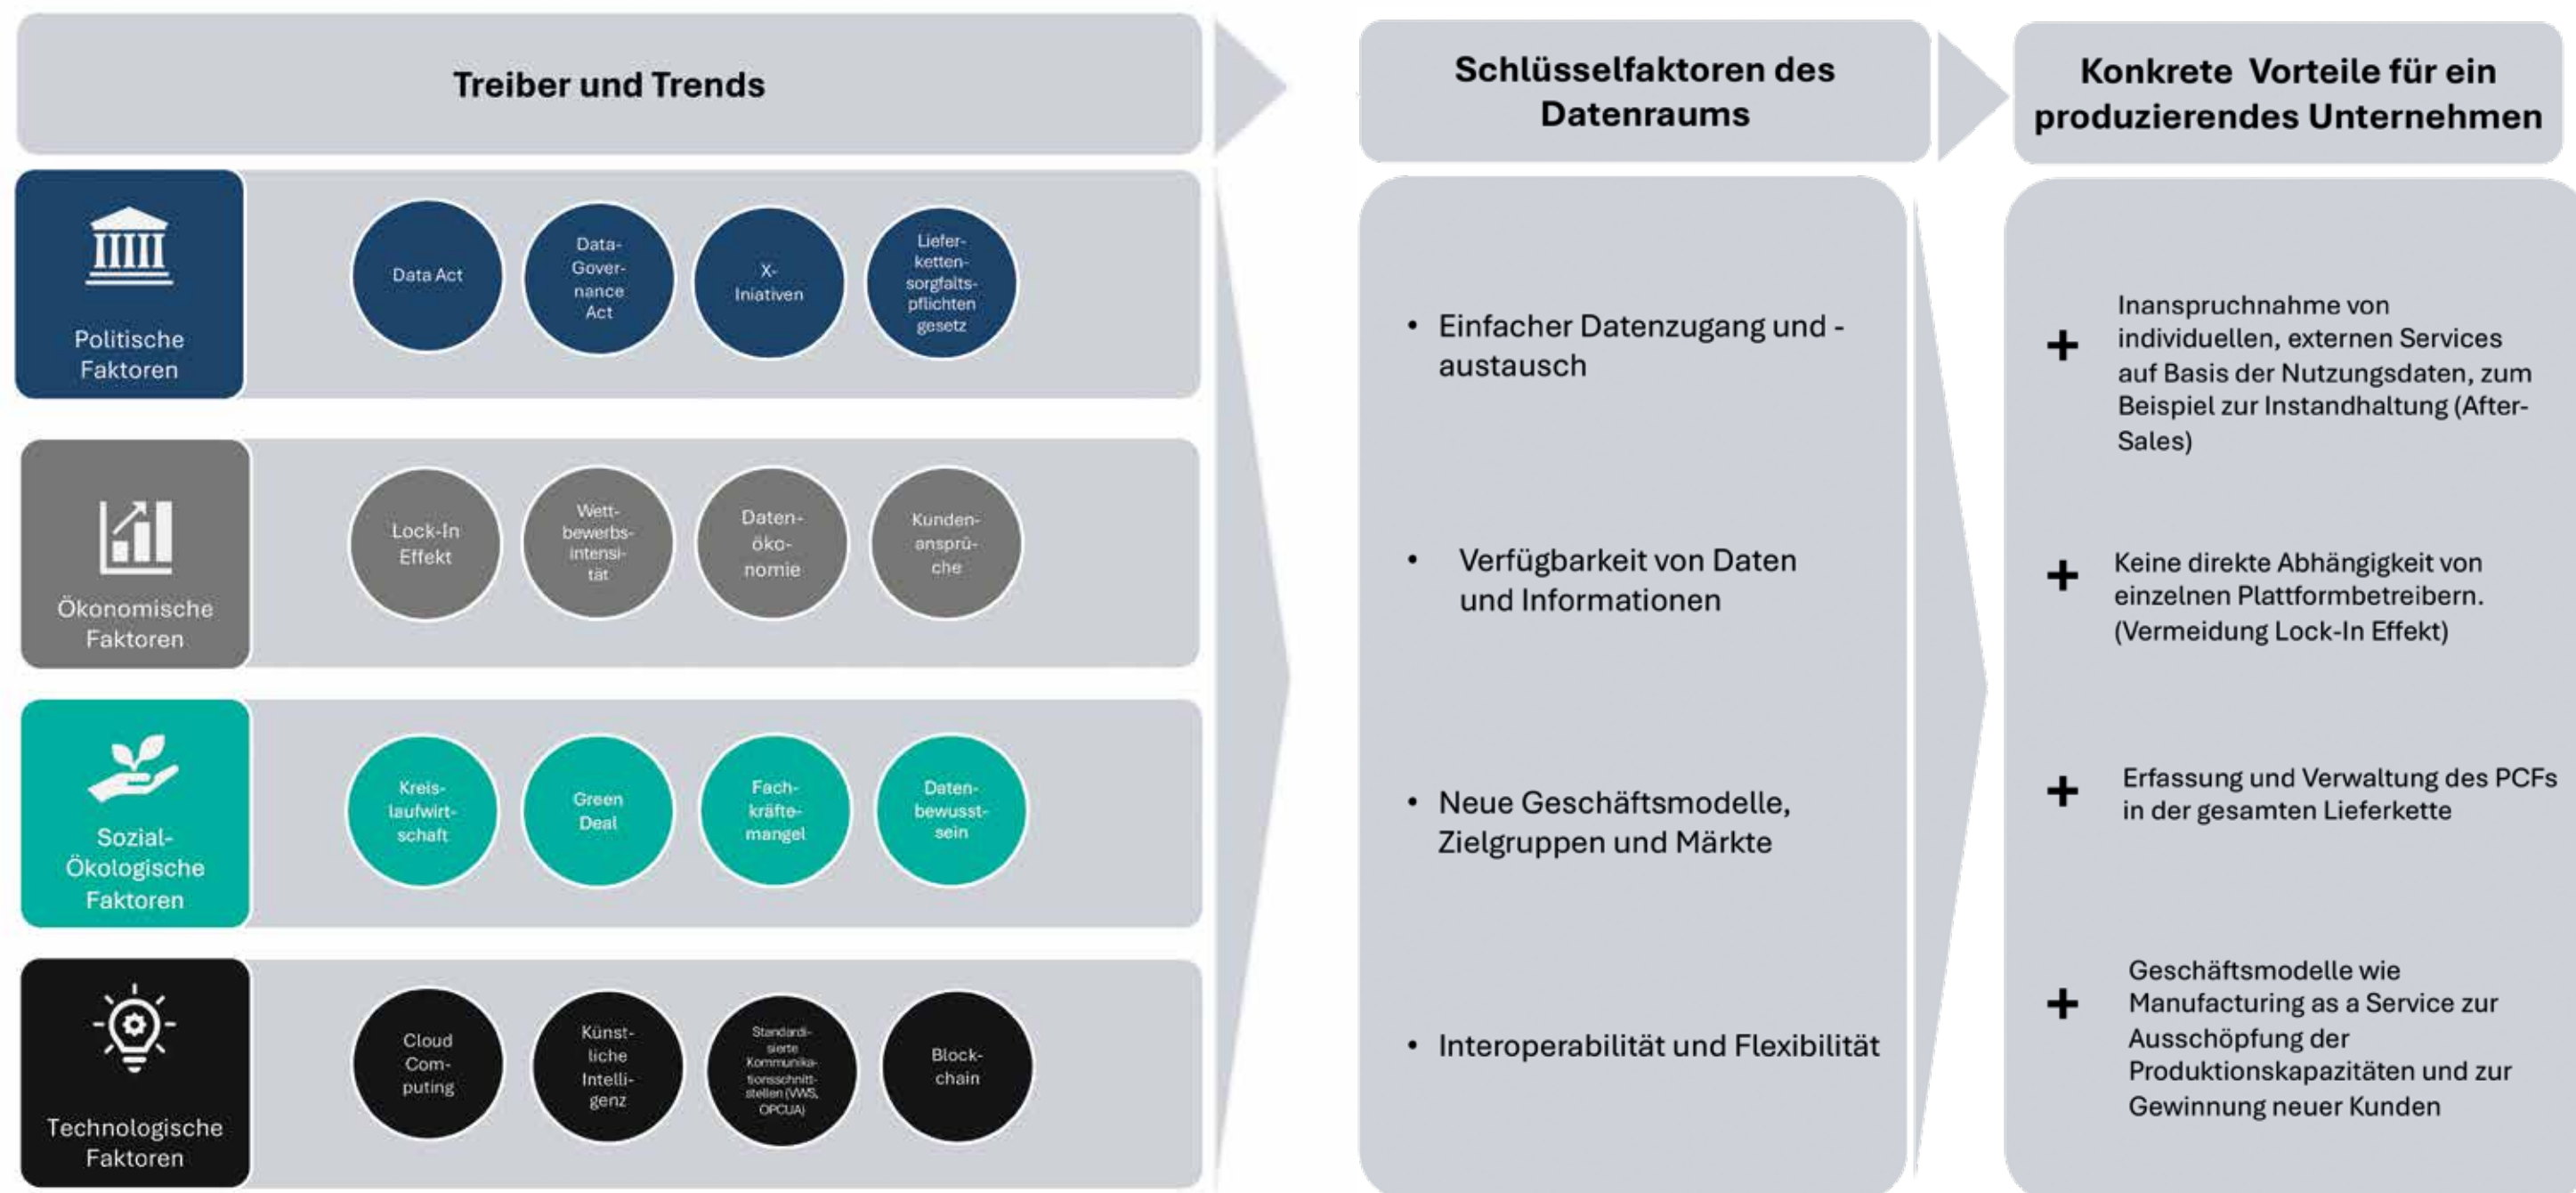 Treiber und Trends
Schlüsselfaktoren des
Datenraums
Konkrete Vorteile für ein
produzierendes Unternehmen
Politische
Faktoren
Data Act
Data-
Gover-
nance
Act
X-
Iniativen
Liefer-
ketten-
sorgfalts-
pflichten
gesetz
Ökonomische
Faktoren
Lock-In
Effekt
Wett-
bewerbs-
intensi-
tät
Daten-
öko-
nomie
Kunden-
ansprü-
che
Sozial-
Ökologische
Faktoren
Kreis-
laufwirt-
schaft
Green
Deal
Fach-
kräfte-
mangel
Daten-
bewusst-
sein
Technologische
Faktoren
Cloud
Com-
puting
Künst-
liche
Intelli-
genz
Standardi-
sierte
Kommunika-
tionsschnitt-
stellen (VWS,
OPCUA)
Block-
chain
• Einfacher Datenzugang und -
austausch
• Verfügbarkeit von Daten
und Informationen
• Neue Geschäftsmodelle,
Zielgruppen und Märkte
• Interoperabilität und Flexibilität
+ Inanspruchnahme von
individuellen, externen Services
auf Basis der Nutzungsdaten, zum
Beispiel zur Instandhaltung (After-
Sales)
+ Keine direkte Abhängigkeit von
einzelnen Plattformbetreibern.
(Vermeidung Lock-In Effekt)
+ Erfassung und Verwaltung des PCFs
in der gesamten Lieferkette
+ Geschäftsmodelle wie
Manufacturing as a Service zur
Ausschöpfung der
Produktionskapazitäten und zur
Gewinnung neuer Kunden